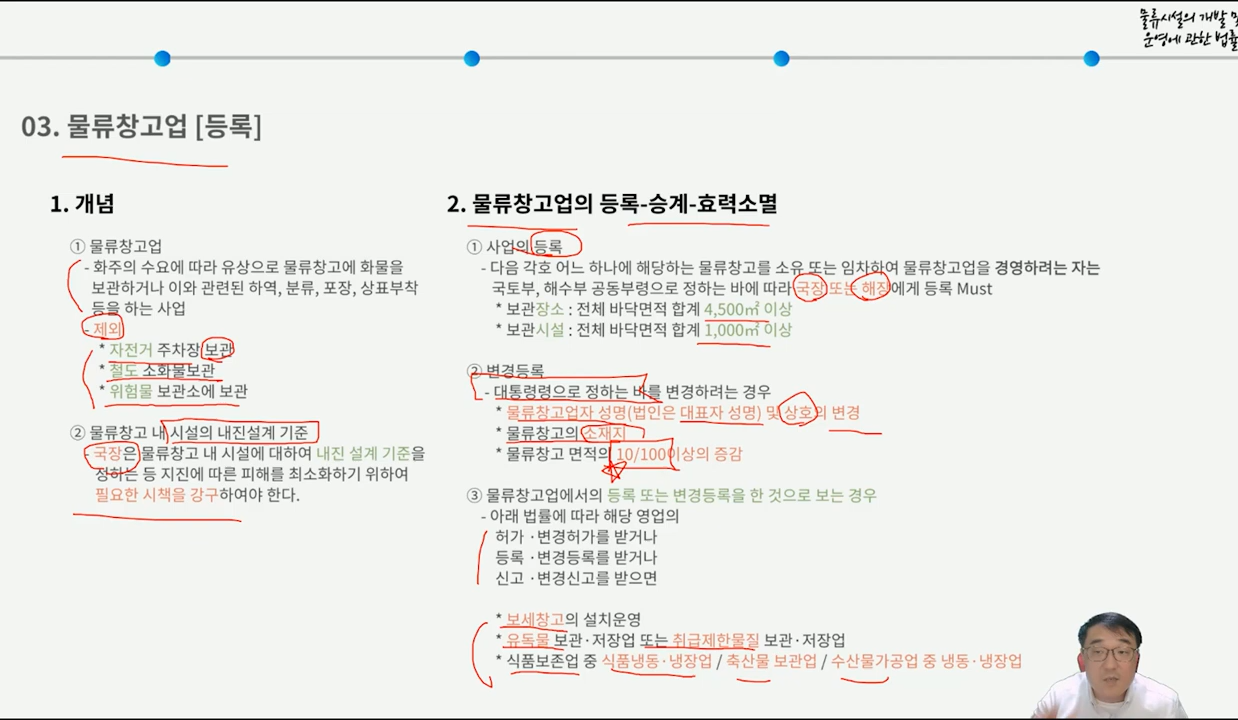 물류시설의 개발 및
운영에 관한 법률
03. 물류창고업 [등록]
1. 개념
① 물류창고업
- 화주의 수요에 따라 유상으로 물류창고에 화물을
보관하거나 이와 관련된 하역, 분류, 포장, 상표부착
등을 하는 사업
- 제외
* 자전거 주차장 보관
* 철도 소화물보관
* 위험물 보관소에 보관
② 물류창고 내 시설의 내진설계 기준
- 국장은 물류창고 내 시설에 대하여 내진 설계 기준을
정하는 등 지진에 따른 피해를 최소화하기 위하여
필요한 시책을 강구하여야 한다.
2. 물류창고업의 등록-승계-효력소멸
① 사업의 등록
- 다음 각호 어느 하나에 해당하는 물류창고를 소유 또는 임차하여 물류창고업을 경영하려는 자는
국토부, 해수부 공동부령으로 정하는 바에 따라 국장 또는 해장에게 등록 Must
* 보관장소 : 전체 바닥면적 합계 4,500㎡ 이상
* 보관시설 : 전체 바닥면적 합계 1,000㎡ 이상
② 변경등록
- 대통령령으로 정하는 바를 변경하려는 경우
* 물류창고업자 성명(법인은 대표자 성명) 및 상호의 변경
* 물류창고의 소재지
* 물류창고 면적의 10/100이상의 증감
③ 물류창고업에서의 등록 또는 변경등록을 한 것으로 보는 경우
- 아래 법률에 따라 해당 영업의
허가 · 변경허가를 받거나
등록 · 변경등록를 받거나
신고 · 변경신고를 받으면
* 보세창고의 설치운영
* 유독물 보관·저장업 또는 취급제한물질 보관·저장업
* 식품보존업 중 식품냉동·냉장업 / 축산물 보관업 / 수산물가공업 중 냉동·냉장업